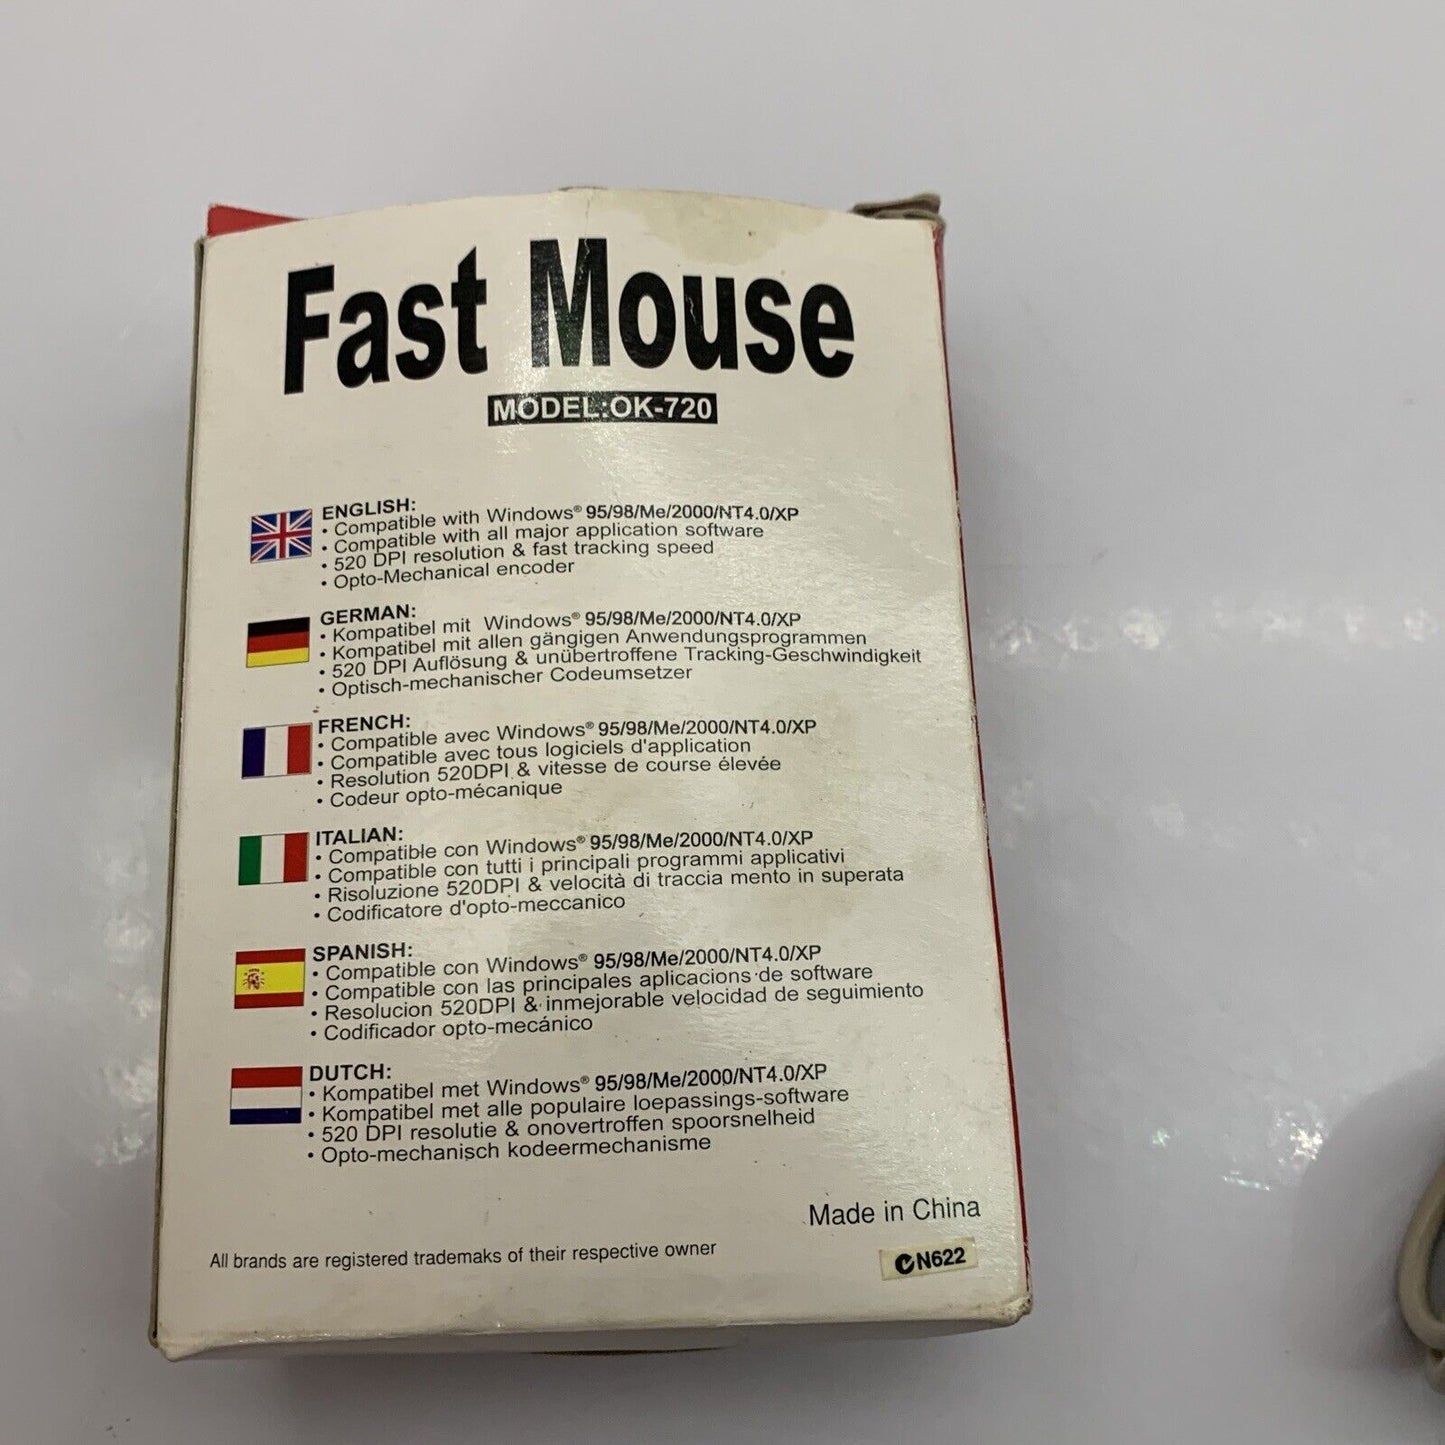 Fast Mouse
MODEL:OK-720
ENGLISH:
• Compatible with Windows® 95/98/Me/2000/NT4.0/XP
• Compatible with all major application software
• 520 DPI resolution & fast tracking speed
• Opto-Mechanical encoder
GERMAN:
• Kompatibel mit Windows® 95/98/Me/2000/NT4.0/XP
• Kompatibel mit allen gängigen Anwendungsprogrammen
• 520 DPI Auflösung & unübertroffene Tracking-Geschwindigkeit
• Optisch-mechanischer Codeumsetzer
FRENCH:
• Compatible avec Windows® 95/98/Me/2000/NT4.0/XP
• Compatible avec tous logiciels d'application
• Resolution 520DPI & vitesse de course élevée
• Codeur opto-mécanique
ITALIAN:
• Compatible con Windows® 95/98/Me/2000/NT4.0/XP
• Compatible con tutti i principali programmi applicativi
• Risoluzione 520DPI & velocità di traccia mento in superata
• Codificatore d'opto-meccanico
SPANISH:
• Compatible con Windows® 95/98/Me/2000/NT4.0/XP
• Compatible con las principales aplicacions de software
• Resolucion 520DPI & inmejorable velocidad de seguimiento
• Codificador opto-mecánico
DUTCH:
• Kompatibel met Windows® 95/98/Me/2000/NT4.0/XP
• Kompatibel met alle populaire loepassings-software
• 520 DPI resolutie & onovertroffen spoorsnelheid
• Opto-mechanisch kodeermechanisme
Made in China
All brands are registered trademaks of their respective owner
N622